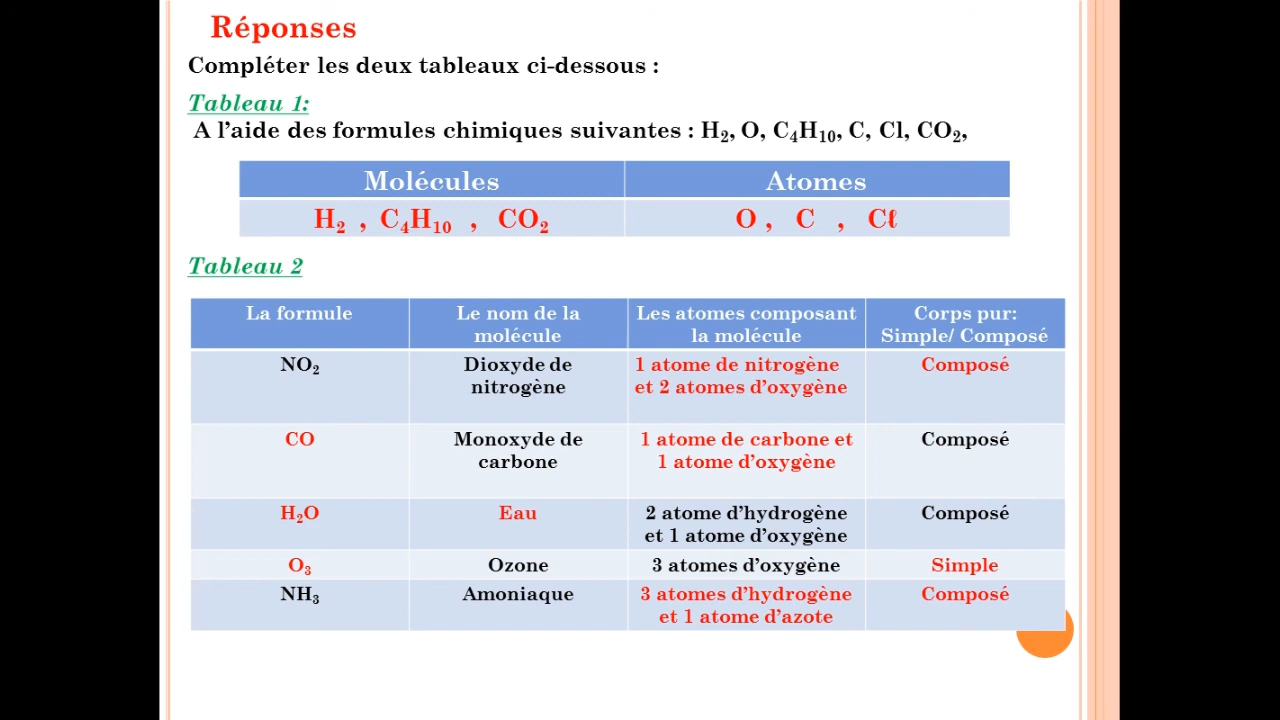 Réponses
Compléter les deux tableaux ci-dessous :
Tableau 1:
A l’aide des formules chimiques suivantes : H₂, O, C₄H₁₀, C, Cl, CO₂,
Molécules Atomes
H₂ , C₄H₁₀ , CO₂ O , C , Cℓ
Tableau 2
La formule
Le nom de la
molécule
Les atomes composant
la molécule
Corps pur:
Simple/ Composé
NO₂
Dioxyde de
nitrogène
1 atome de nitrogène
et 2 atomes d’oxygène
Composé
CO
Monoxyde de
carbone
1 atome de carbone et
1 atome d’oxygène
Composé
H₂O
Eau
2 atome d’hydrogène
et 1 atome d’oxygène
Composé
O₃
Ozone
3 atomes d’oxygène
Simple
NH₃
Amoniaque
3 atomes d’hydrogène
et 1 atome d’azote
Composé